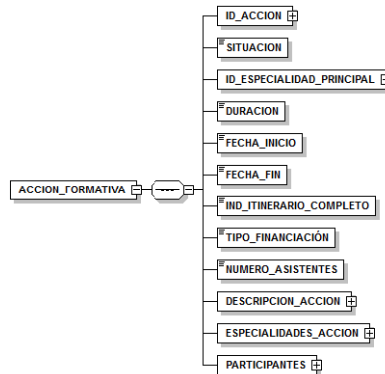 ID_ACCION
SITUACION
ID_ESPECIALIDAD_PRINCIPAL
DURACION
FECHA_INICIO
FECHA_FIN
ACCION_FORMATIVA
IND_ITINERARIO_COMPLETO
TIPO_FINANCIACIÓN
NUMERO_ASISTENTES
DESCRIPCION_ACCION
ESPECIALIDADES_ACCION
PARTICIPANTES